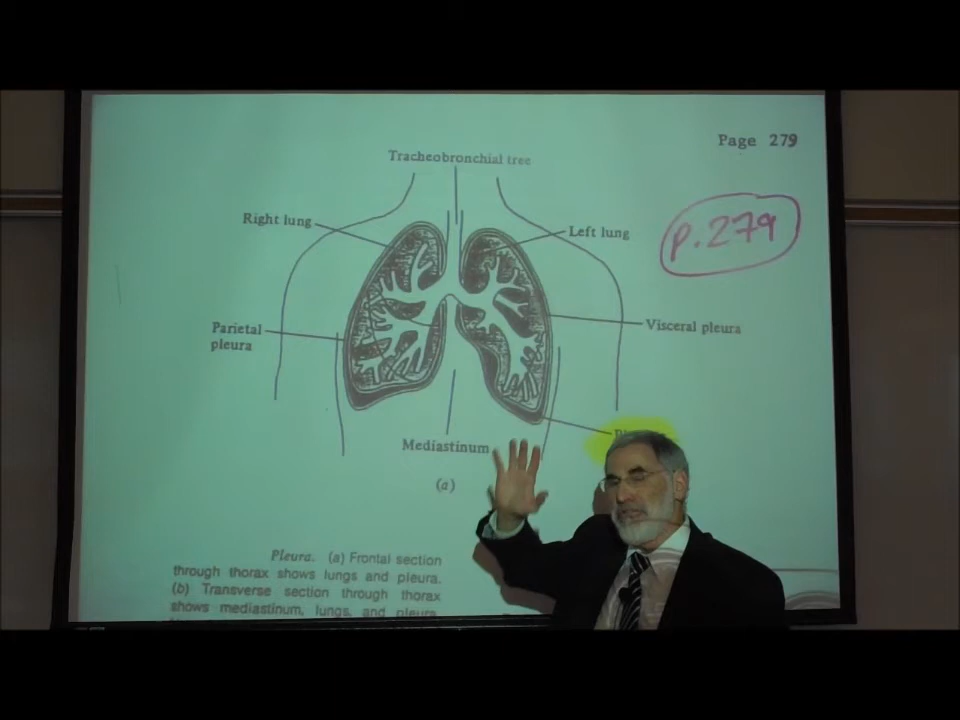 Page 279
Tracheobronchial tree
p. 279
Right lung
Left lung
Parietal
pleura
Visceral pleura
Mediastinum
(a)
Pleura. (a) Frontal section
through thorax shows lungs and pleura.
(b) Transverse section through thorax
shows mediastinum, lungs, and pleura.